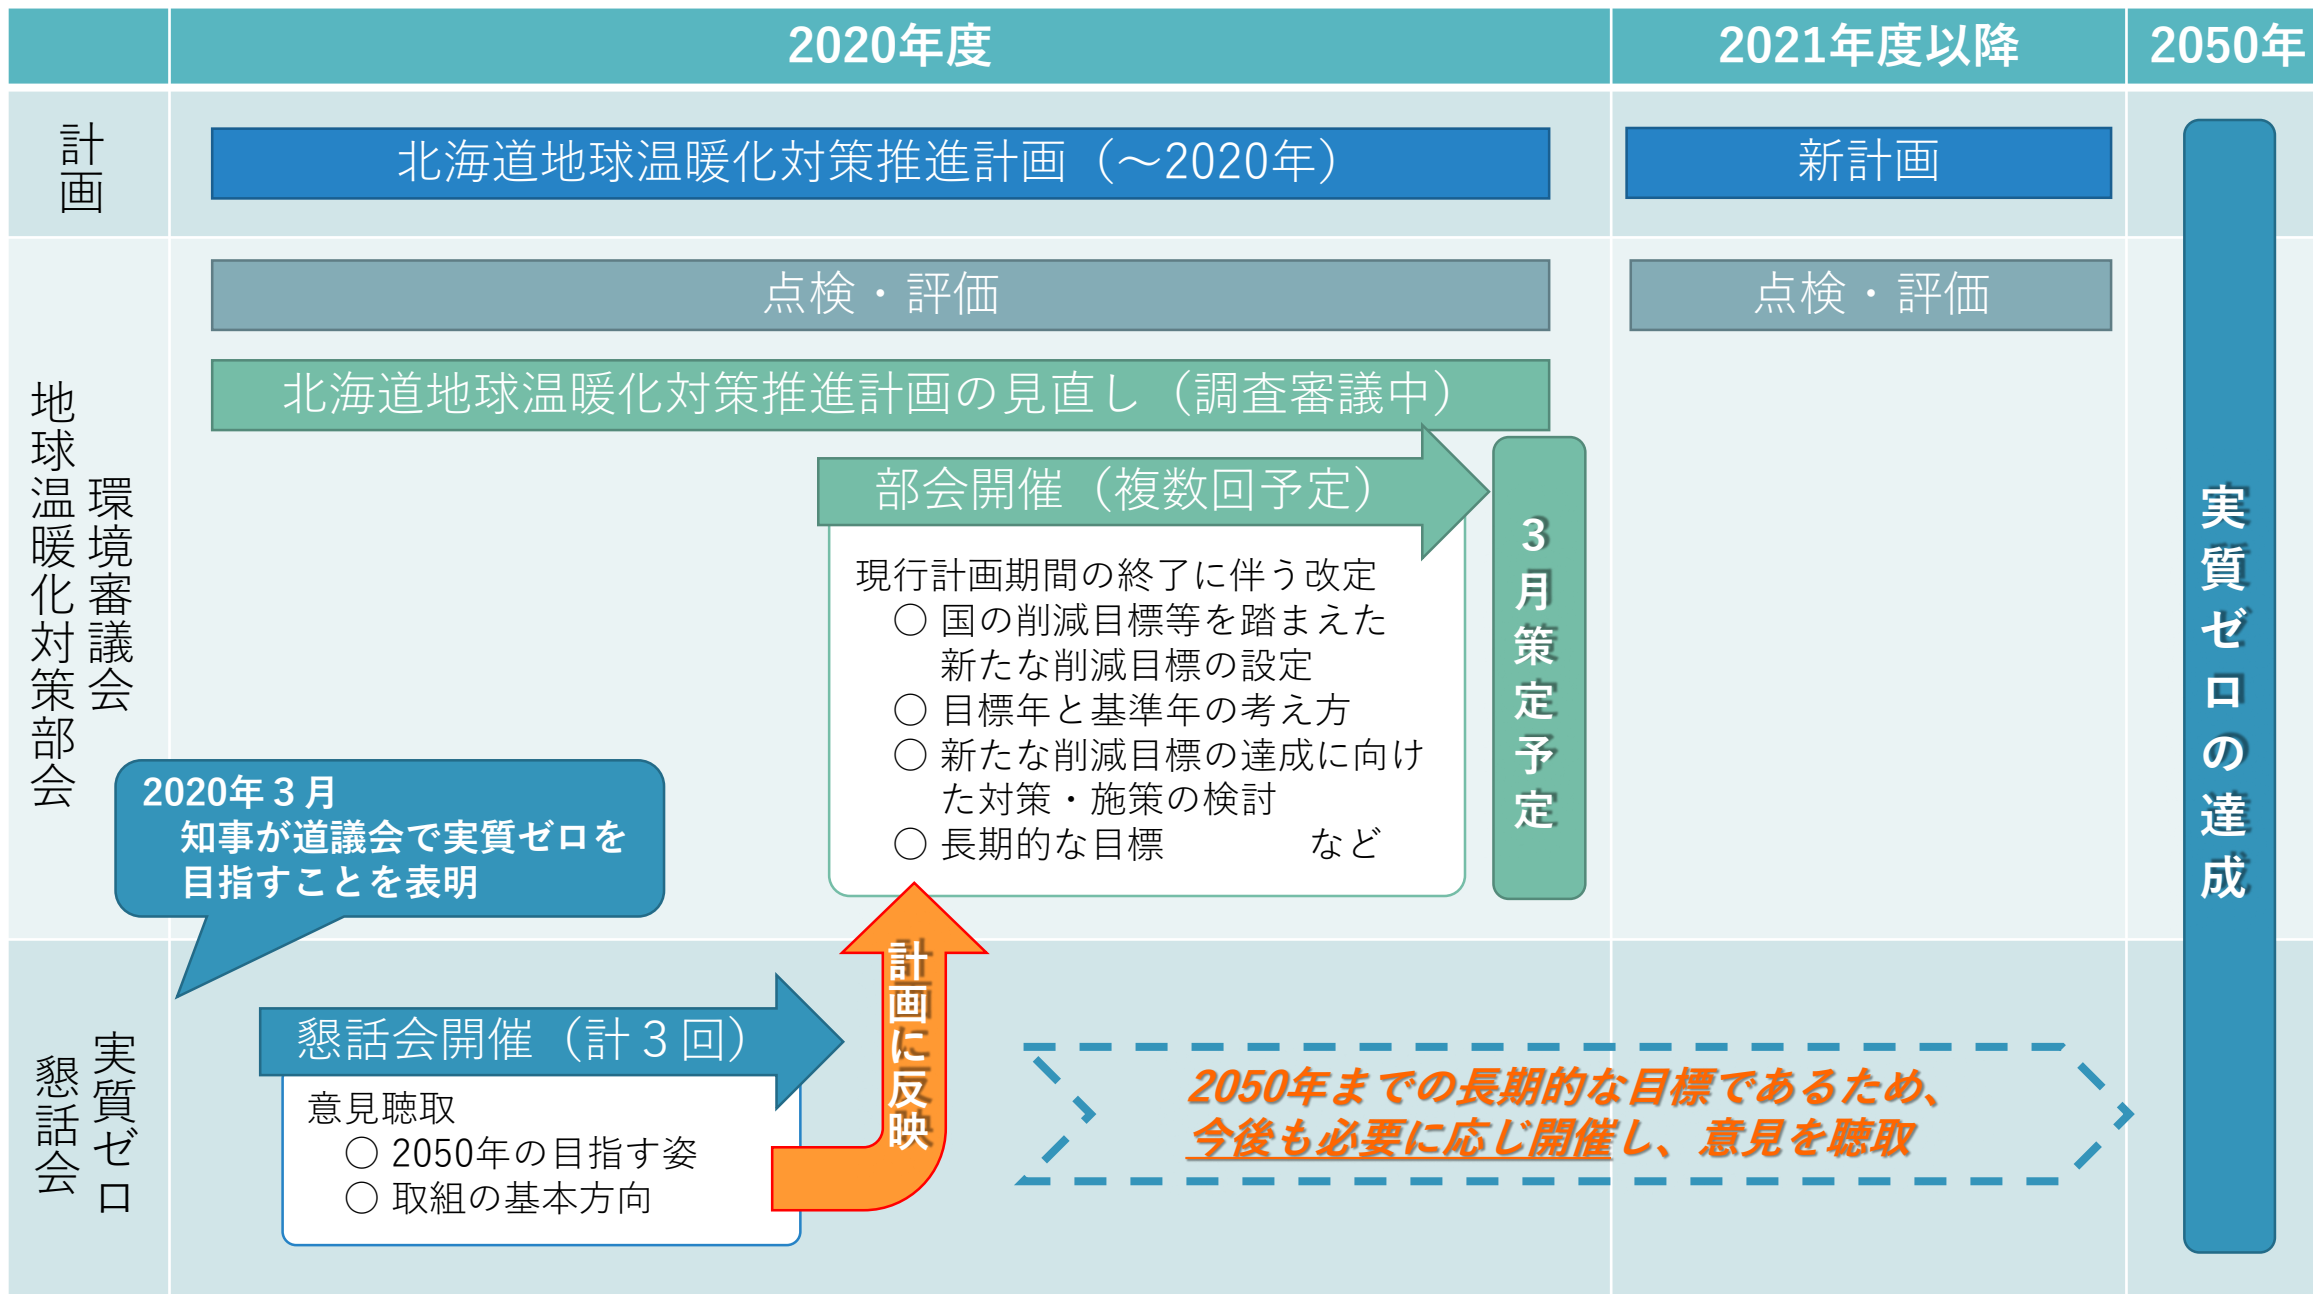 2020年度
2021年度以降
2050年
計画
北海道地球温暖化対策推進計画（～2020年）
新計画
環境審議会
地球温暖化対策部会
点検・評価
点検・評価
北海道地球温暖化対策推進計画の見直し（調査審議中）
部会開催（複数回予定）
現行計画期間の終了に伴う改定
○ 国の削減目標等を踏まえた
新たな削減目標の設定
○ 目標年と基準年の考え方
○ 新たな削減目標の達成に向け
た対策・施策の検討
○ 長期的な目標　　　　など
３月策定予定
実質ゼロの達成
2020年３月
知事が道議会で実質ゼロを
目指すことを表明
計画に反映
実質ゼロ
懇話会
懇話会開催（計３回）
意見聴取
○ 2050年の目指す姿
○ 取組の基本方向
2050年までの長期的な目標であるため、
今後も必要に応じ開催し、意見を聴取